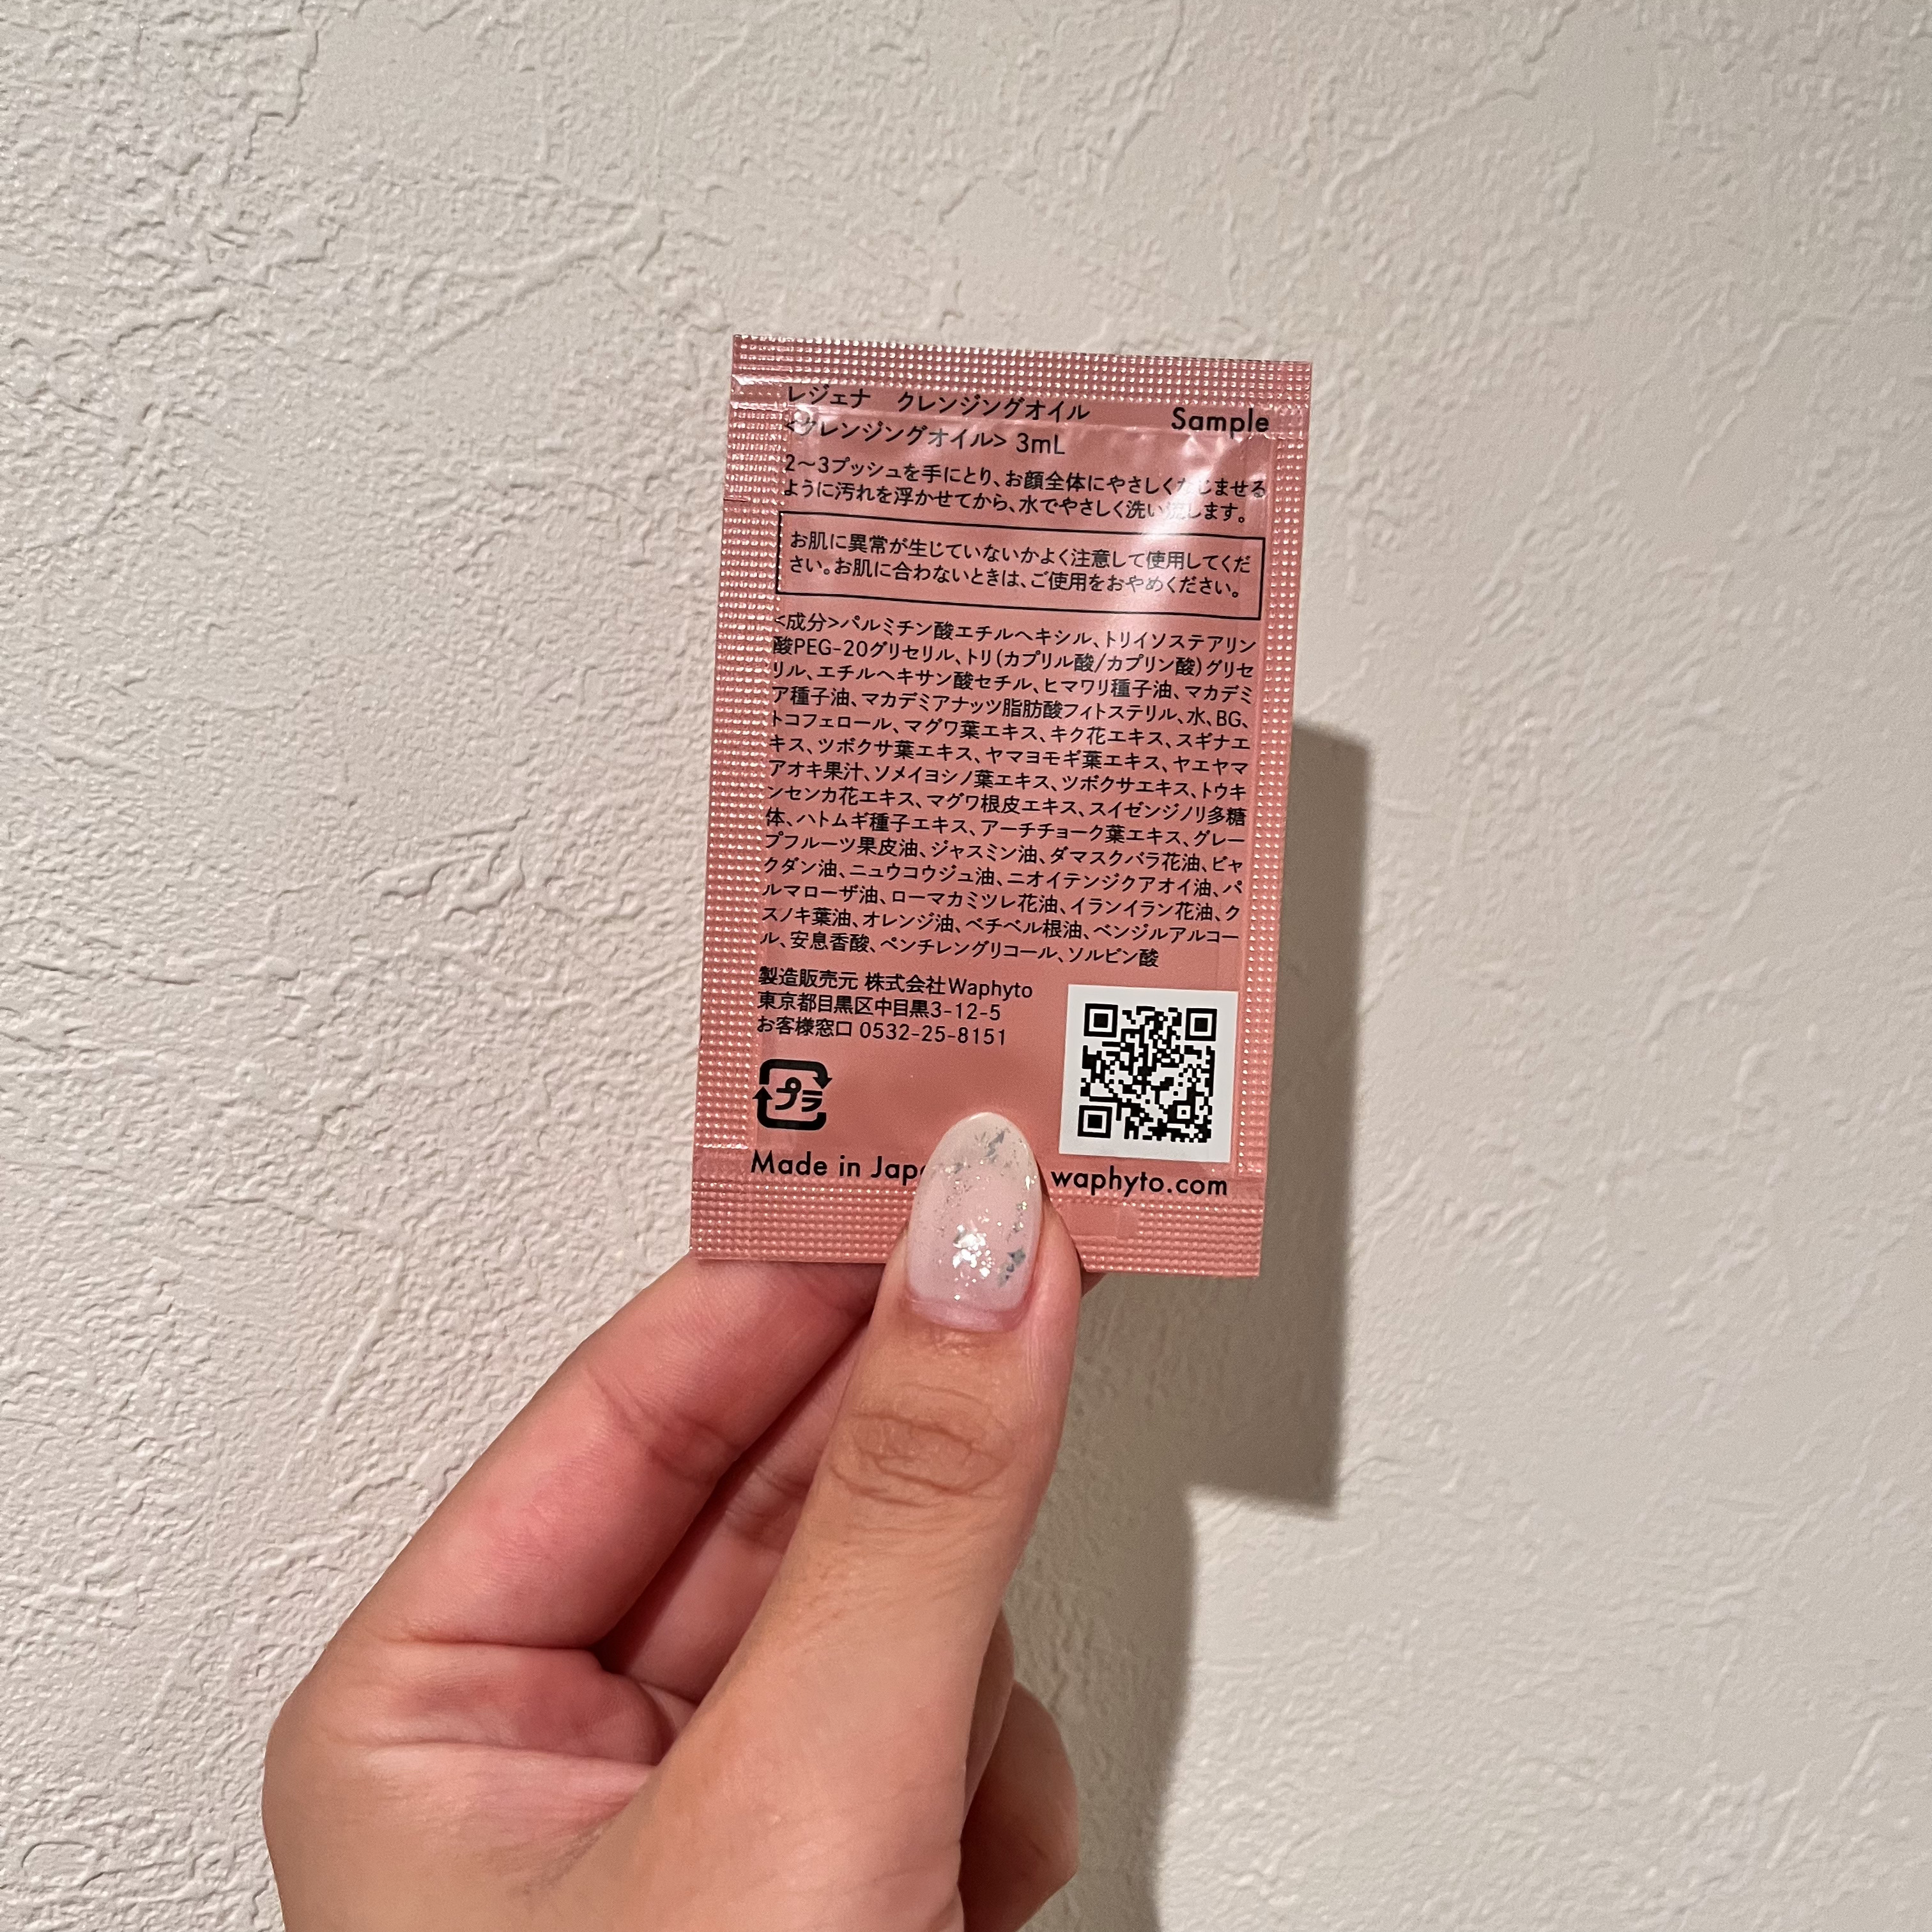 レジェナ クレンジングオイル Sample
<クレンジングオイル> 3mL
2〜3プッシュを手にとり、お顔全体にやさしくなじませる
ように汚れを浮かせてから、水でやさしく洗い流します。
お肌に異常が生じていないかよく注意して使用してくだ
さい。お肌に合わないときは、ご使用をおやめください。
<成分>パルミチン酸エチルヘキシル、トリイソステアリン
酸PEG-20グリセリル、トリ(カプリル酸/カプリン酸)グリセ
リル、エチルヘキサン酸セチル、ヒマワリ種子油、マカデミ
ア種子油、マカデミアナッツ脂肪酸フィトステリル、水、BG、
トコフェロール、マグワ葉エキス、キク花エキス、スギナエ
キス、ツボクサ葉エキス、ヤマヨモギ葉エキス、ヤエヤマ
アオキ果汁、ソメイヨシノ葉エキス、ツボクサエキス、トウキ
ンセンカ花エキス、マグワ根皮エキス、スイゼンジノリ多糖
体、ハトムギ種子エキス、アーチチョーク葉エキス、グレー
プフルーツ果皮油、ジャスミン油、ダマスクバラ花油、ビャ
クダン油、ニュウコウジュ油、ニオイテンジクアオイ油、パ
ルマローザ油、ローマカミツレ花油、イランイラン花油、ク
スノキ葉油、オレンジ油、ベチベル根油、ベンジルアルコー
ル、安息香酸、ペンチレングリコール、ソルビン酸
製造販売元 株式会社Waphyto
東京都目黒区中目黒3-12-5
お客様窓口 0532-25-8151
プラ
Made in Japa waphyto.com